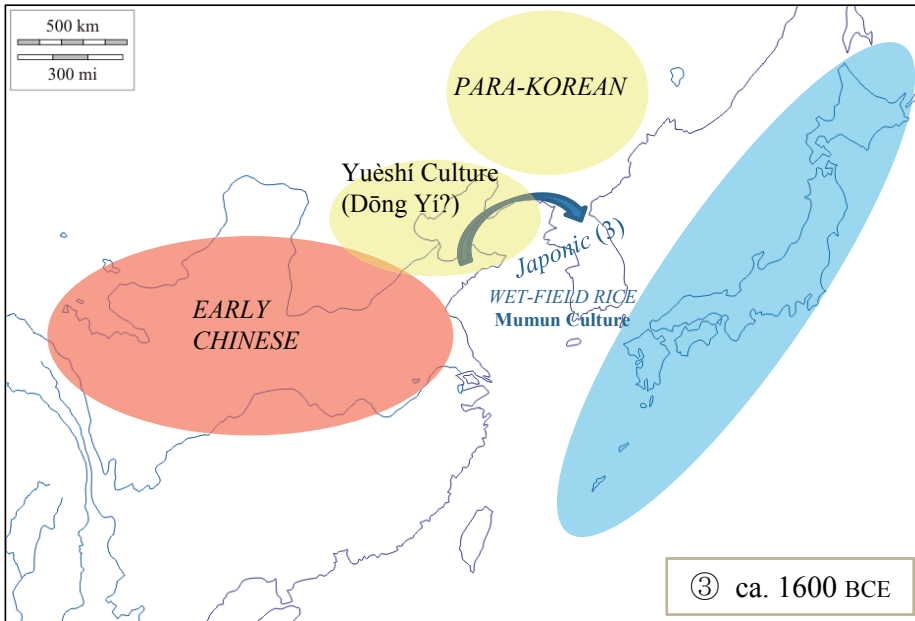 500 km
300 mi
PARA-KOREAN
Yuèshí Culture
(Dōng Yí?)
Japonic (3)
WET-FIELD RICE
Mumun Culture
EARLY
CHINESE
③ ca. 1600 BCE